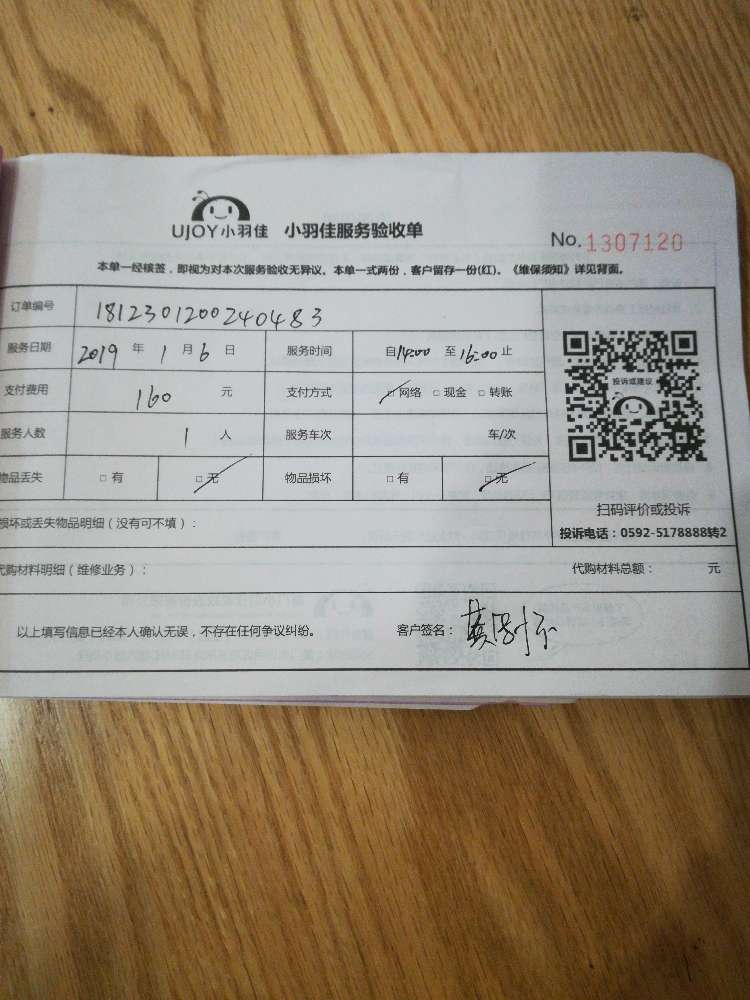 UJOY小羽佳 小羽佳服务验收单
No. 1307120
本单一经核签，即视为对本次服务验收无异议。本单一式两份，客户留存一份(红)。《维保须知》详见背面。
订单编号 181230120024​0483
服务日期 2019 年 1 月 6 日 服务时间 自14:00 至 16:00 止
支付费用 160 元 支付方式 □ 网络 □ 现金 □ 转账
服务人数 1 人 服务车次 车/次
物品丢失 □ 有 □ 无 物品损坏 □ 有 □ 无
投诉或建议
扫码评价或投诉
投诉电话：0592-5178888转2
损坏或丢失物品明细（没有可不填）：
代购材料明细（维修业务）： 代购材料总额： 元
以上填写信息已经本人确认无误，不存在任何争议纠纷。 客户签名：